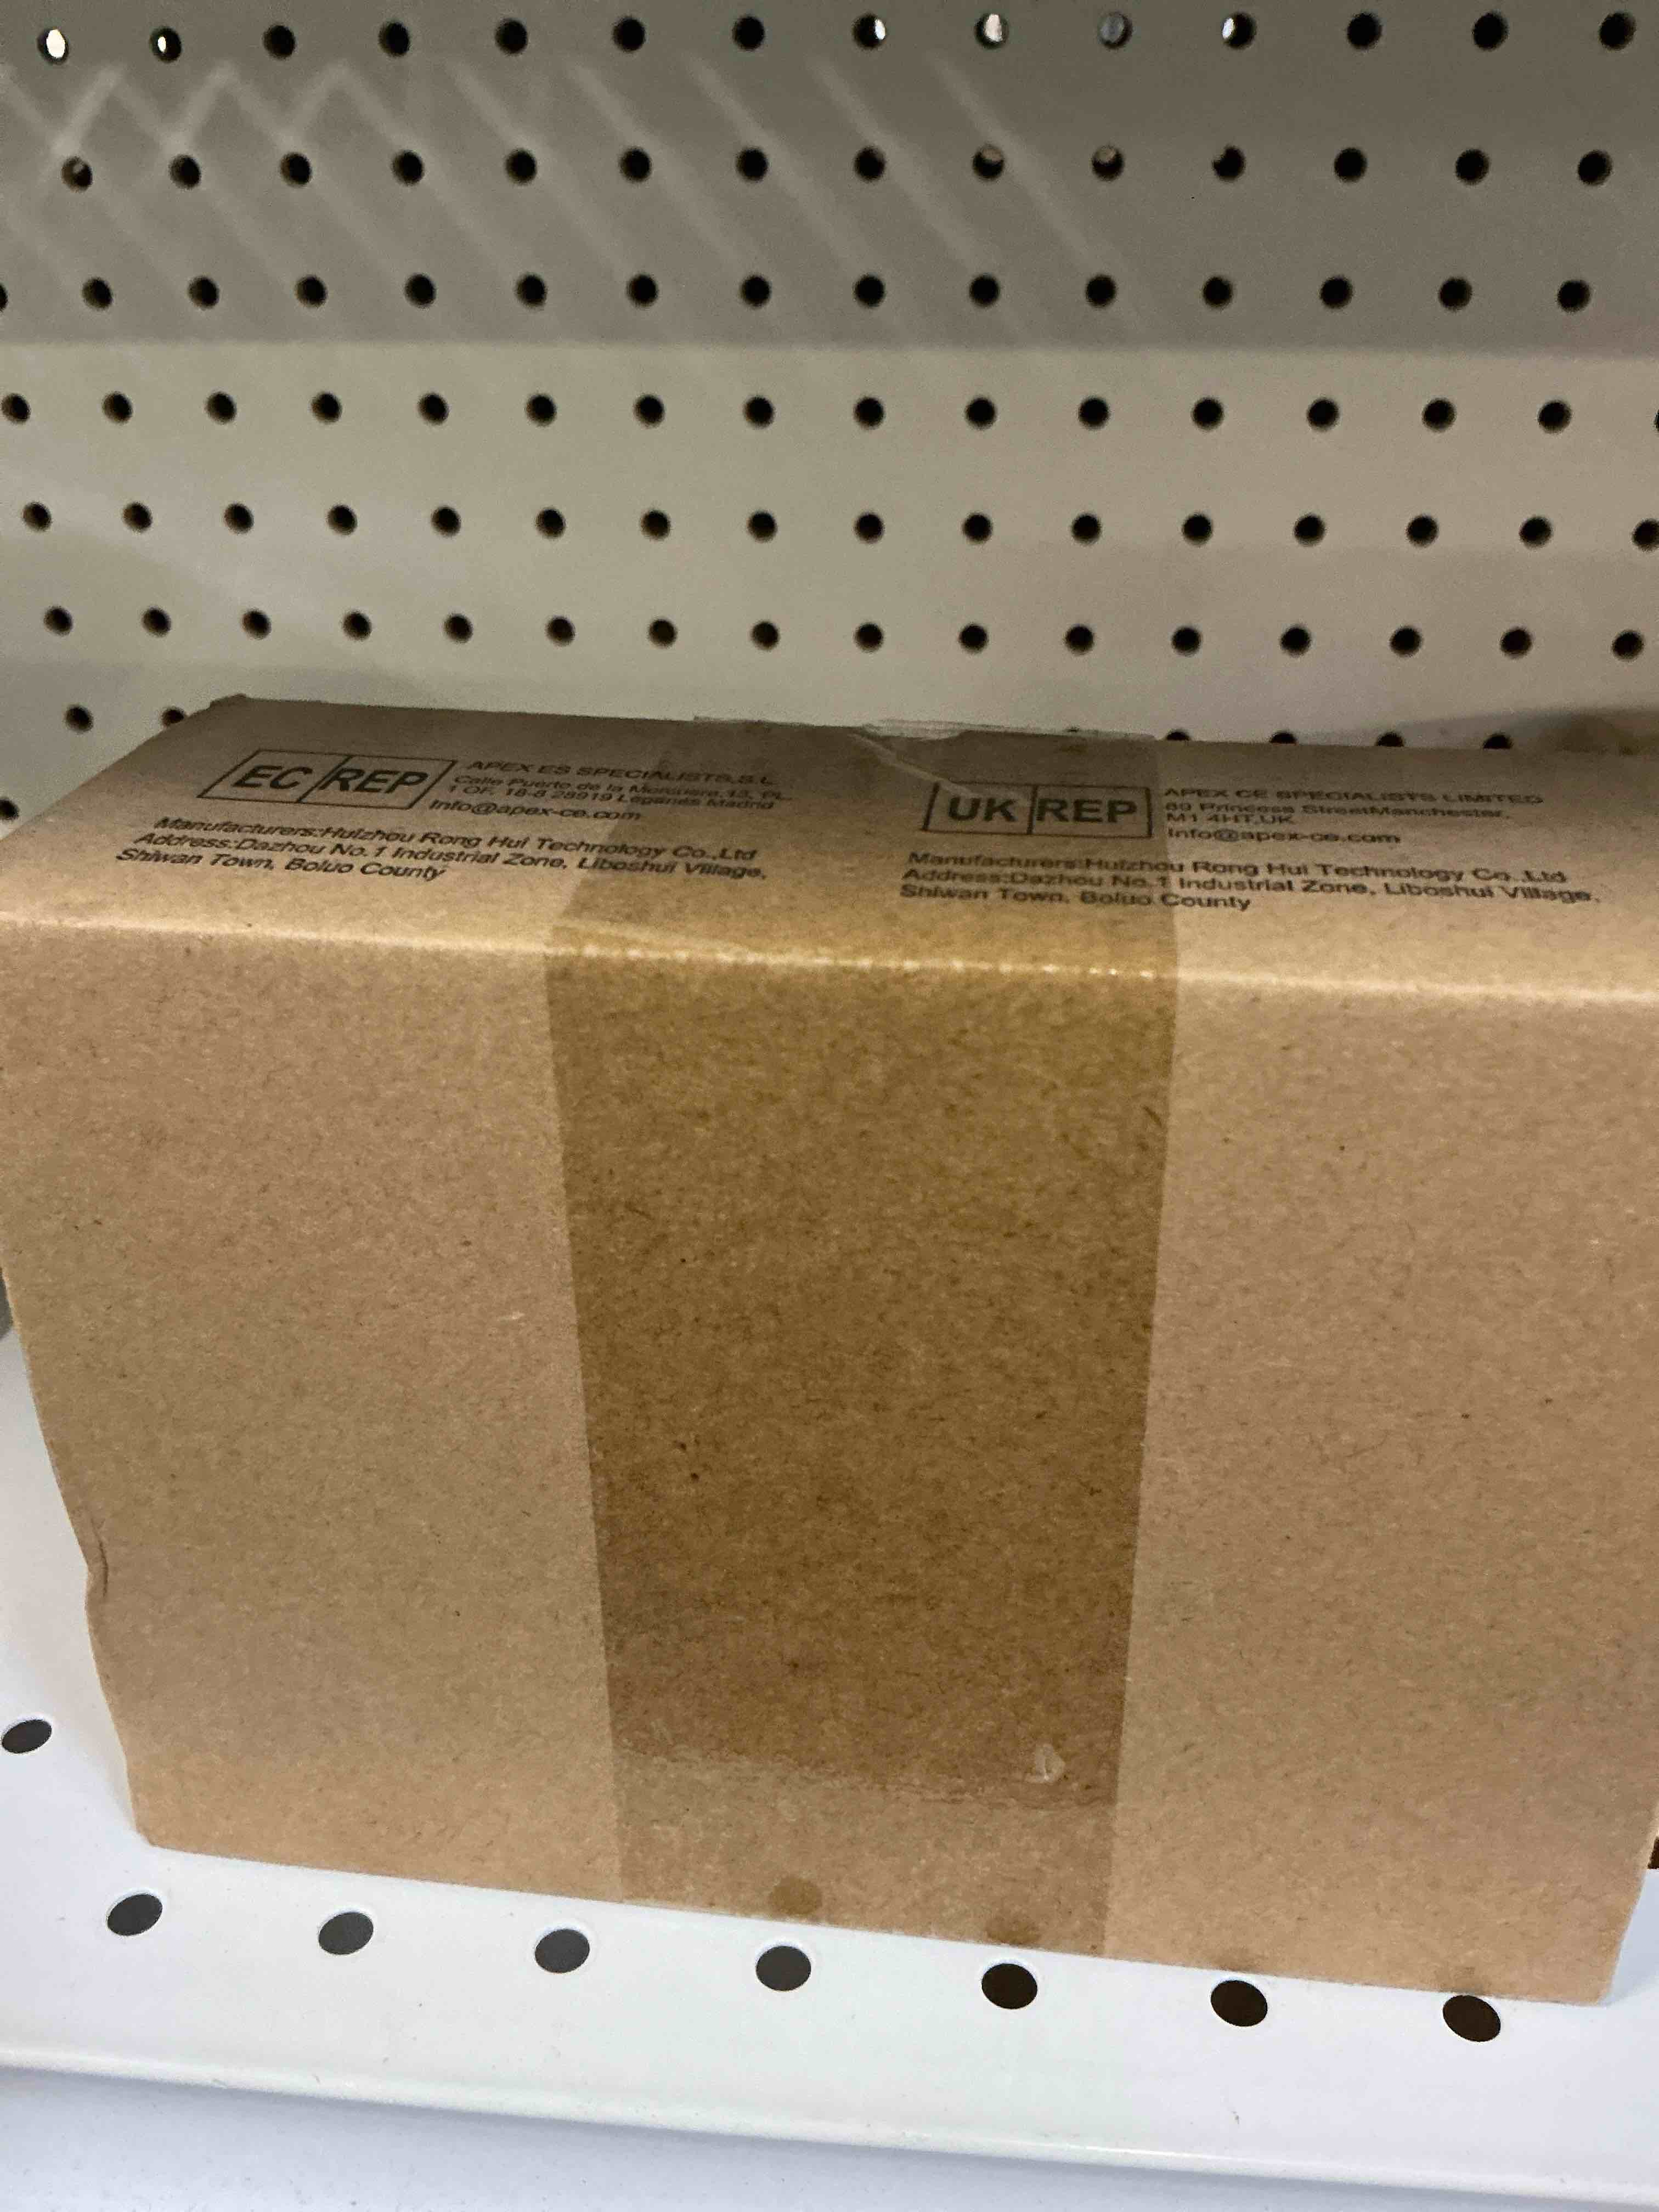 EC REP
APEX ES SPECIALISTS,S.L
Calle Puerto de la Morcuera,13, PL.
1 OF. 18-B 28919 Leganes Madrid
Info@apex-ce.com
Manufacturers:Huizhou Rong Hui Technology Co.,Ltd
Address:Dazhou No.1 Industrial Zone, Liboshui Village,
Shiwan Town, Boluo County
UK REP
APEX CE SPECIALISTS LIMITED
89 Princess StreetManchester,
M1 4HT,UK
Info@apex-ce.com
Manufacturers:Huizhou Rong Hui Technology Co.,Ltd
Address:Dazhou No.1 Industrial Zone, Liboshui Village,
Shiwan Town, Boluo County